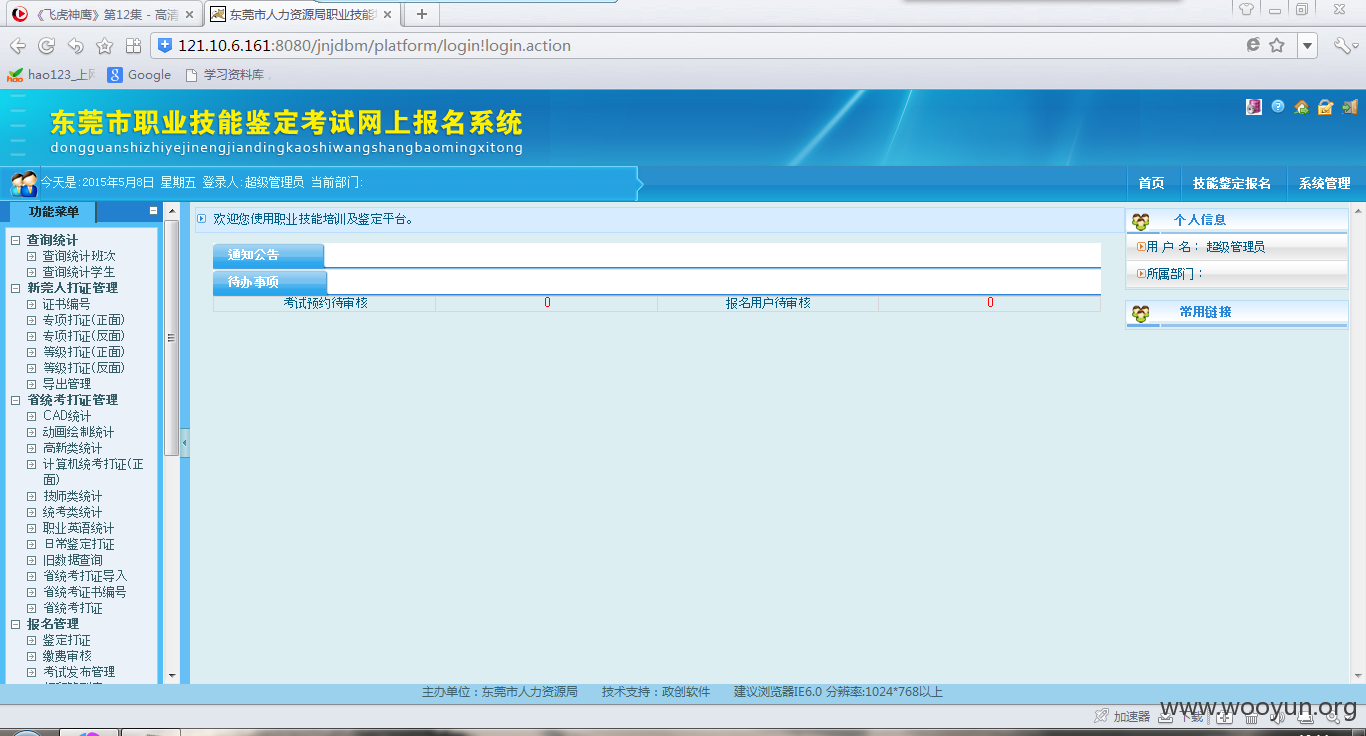 《飞虎神鹰》第12集 - 高清
东莞市人力资源局职业技能
121.10.6.161:8080/jnjdbm/platform/login!login.action
hao123_上网
Google
学习资料库
东莞市职业技能鉴定考试网上报名系统
dongguanshizhiyejinengjiandingkaoshiwangshangbaomingxitong
今天是:2015年5月8日 星期五 登录人:超级管理员 当前部门:
首页
技能鉴定报名
系统管理
功能菜单
查询统计
查询统计班次
查询统计学生
新莞人打证管理
证书编号
专项打证(正面)
专项打证(反面)
等级打证(正面)
等级打证(反面)
导出管理
省统考打证管理
CAD统计
动画绘制统计
高新类统计
计算机统考打证(正
面)
技师类统计
统考类统计
职业英语统计
日常鉴定打证
旧数据查询
省统考打证导入
省统考证书编号
省统考打证
报名管理
鉴定打证
缴费审核
考试发布管理
欢迎您使用职业技能培训及鉴定平台。
通知公告
待办事项
考试预约待审核 0 报名用户待审核 0
个人信息
用 户 名： 超级管理员
所属部门：
常用链接
主办单位：东莞市人力资源局 技术支持：政创软件 建议浏览器IE6.0 分辨率:1024*768以上
加速器
下载
www.wooyun.org